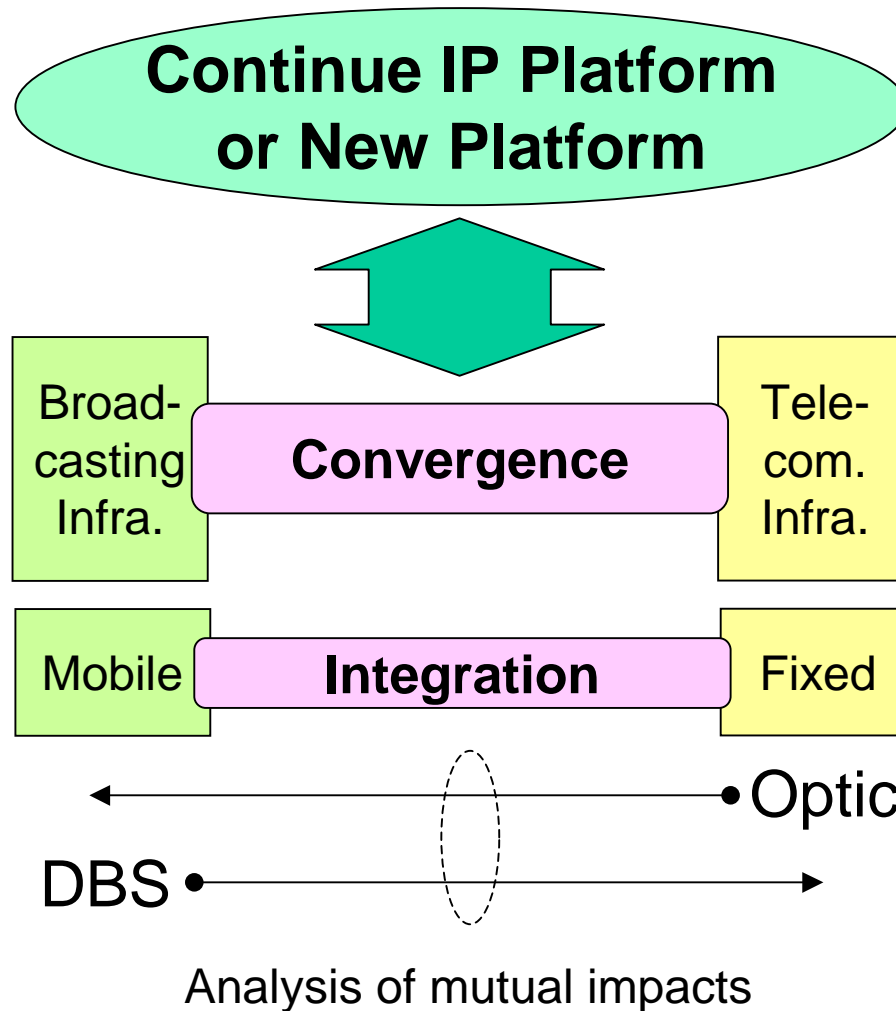 Continue IP Platform
or New Platform
Broad-
casting
Infra.
Convergence
Tele-
com.
Infra.
Mobile
Integration
Fixed
Optic
DBS
Analysis of mutual impacts